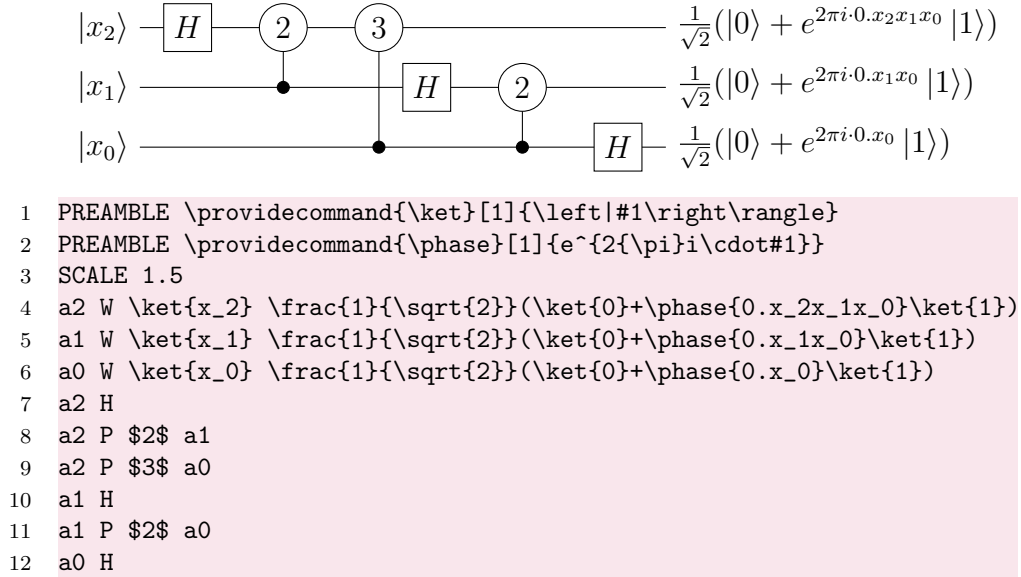 |x₂⟩ H 2 3 1/√2(|0⟩ + e^{2πi·0.x₂x₁x₀} |1⟩)
|x₁⟩ H 2 1/√2(|0⟩ + e^{2πi·0.x₁x₀} |1⟩)
|x₀⟩ H 1/√2(|0⟩ + e^{2πi·0.x₀} |1⟩)
1 PREAMBLE \providecommand{\ket}[1]{\left|#1\right\rangle}
2 PREAMBLE \providecommand{\phase}[1]{e^{2{\pi}i\cdot#1}}
3 SCALE 1.5
4 a2 W \ket{x_2} \frac{1}{\sqrt{2}}(\ket{0}+\phase{0.x_2x_1x_0}\ket{1})
5 a1 W \ket{x_1} \frac{1}{\sqrt{2}}(\ket{0}+\phase{0.x_1x_0}\ket{1})
6 a0 W \ket{x_0} \frac{1}{\sqrt{2}}(\ket{0}+\phase{0.x_0}\ket{1})
7 a2 H
8 a2 P $2$ a1
9 a2 P $3$ a0
10 a1 H
11 a1 P $2$ a0
12 a0 H